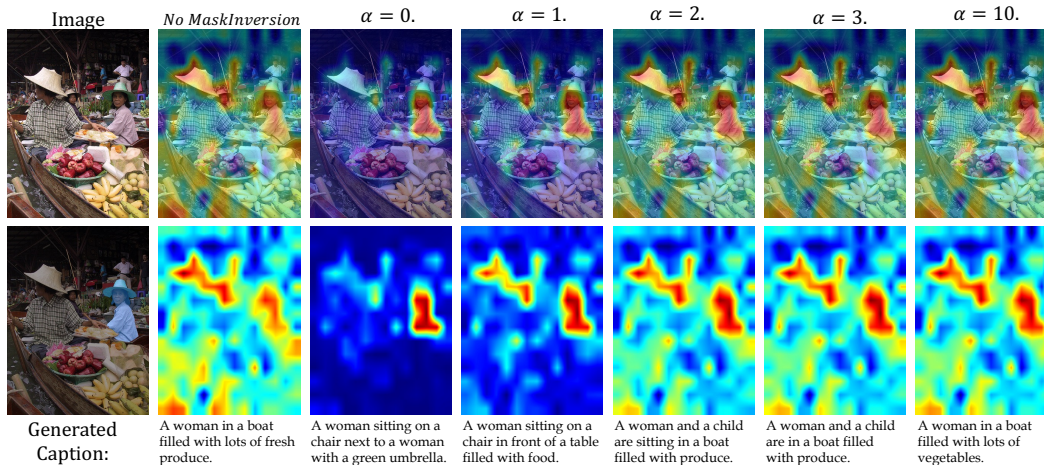 Image
No MaskInversion
α = 0.
α = 1.
α = 2.
α = 3.
α = 10.
Generated
Caption:
A woman in a boat
filled with lots of fresh
produce.
A woman sitting on a
chair next to a woman
with a green umbrella.
A woman sitting on a
chair in front of a table
filled with food.
A woman and a child
are sitting in a boat
filled with produce.
A woman and a child
are in a boat filled
with produce.
A woman in a boat
filled with lots of
vegetables.